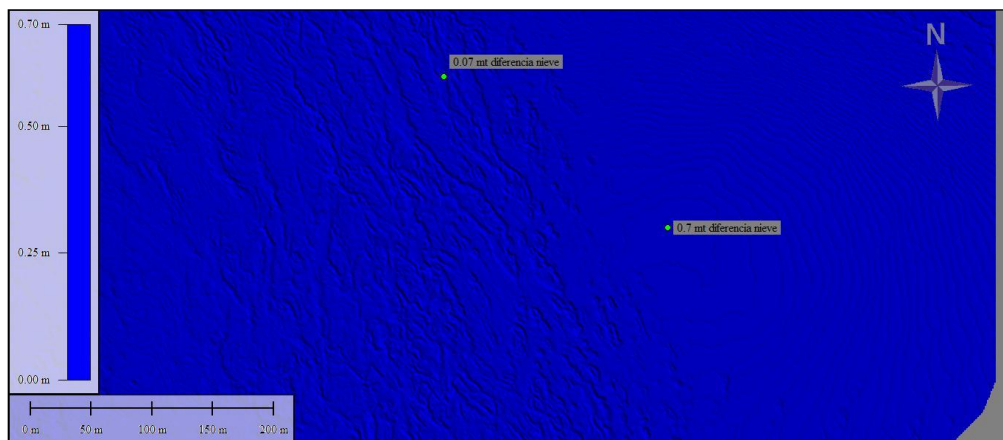 0.70 m
0.50 m
0.25 m
0.00 m
0.07 mt diferencia nieve
N
0.7 mt diferencia nieve
0 m 50 m 100 m 150 m 200 m